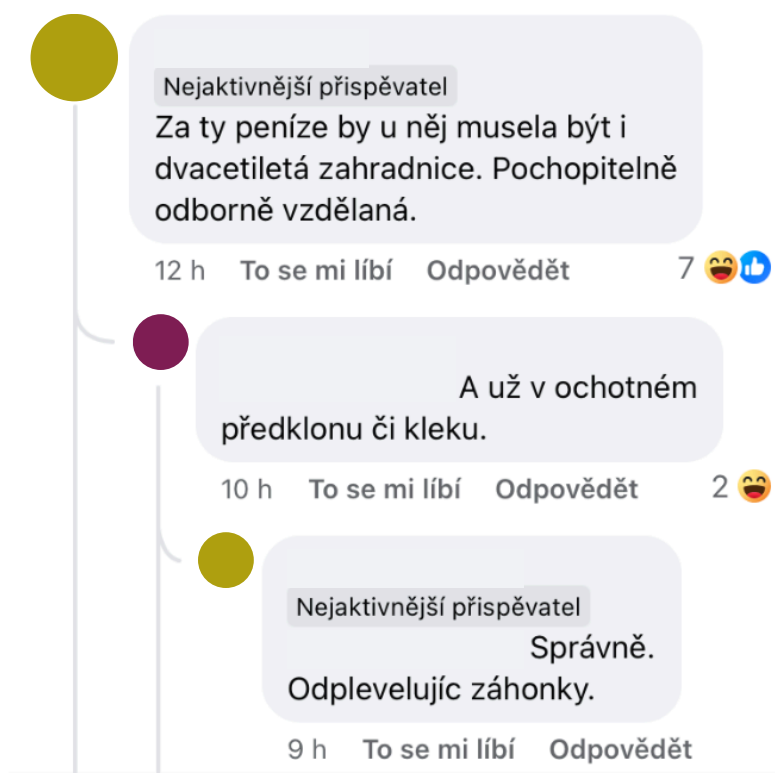 Nejaktivnější přispěvatel
Za ty peníze by u něj musela být i
dvacetiletá zahradnice. Pochopitelně
odborně vzdělaná.
12 h To se mi líbí Odpovědět 7
A už v ochotném
předklonu či kleku.
10 h To se mi líbí Odpovědět 2
Nejaktivnější přispěvatel
Správně.
Odplevelujíc záhonky.
9 h To se mi líbí Odpovědět